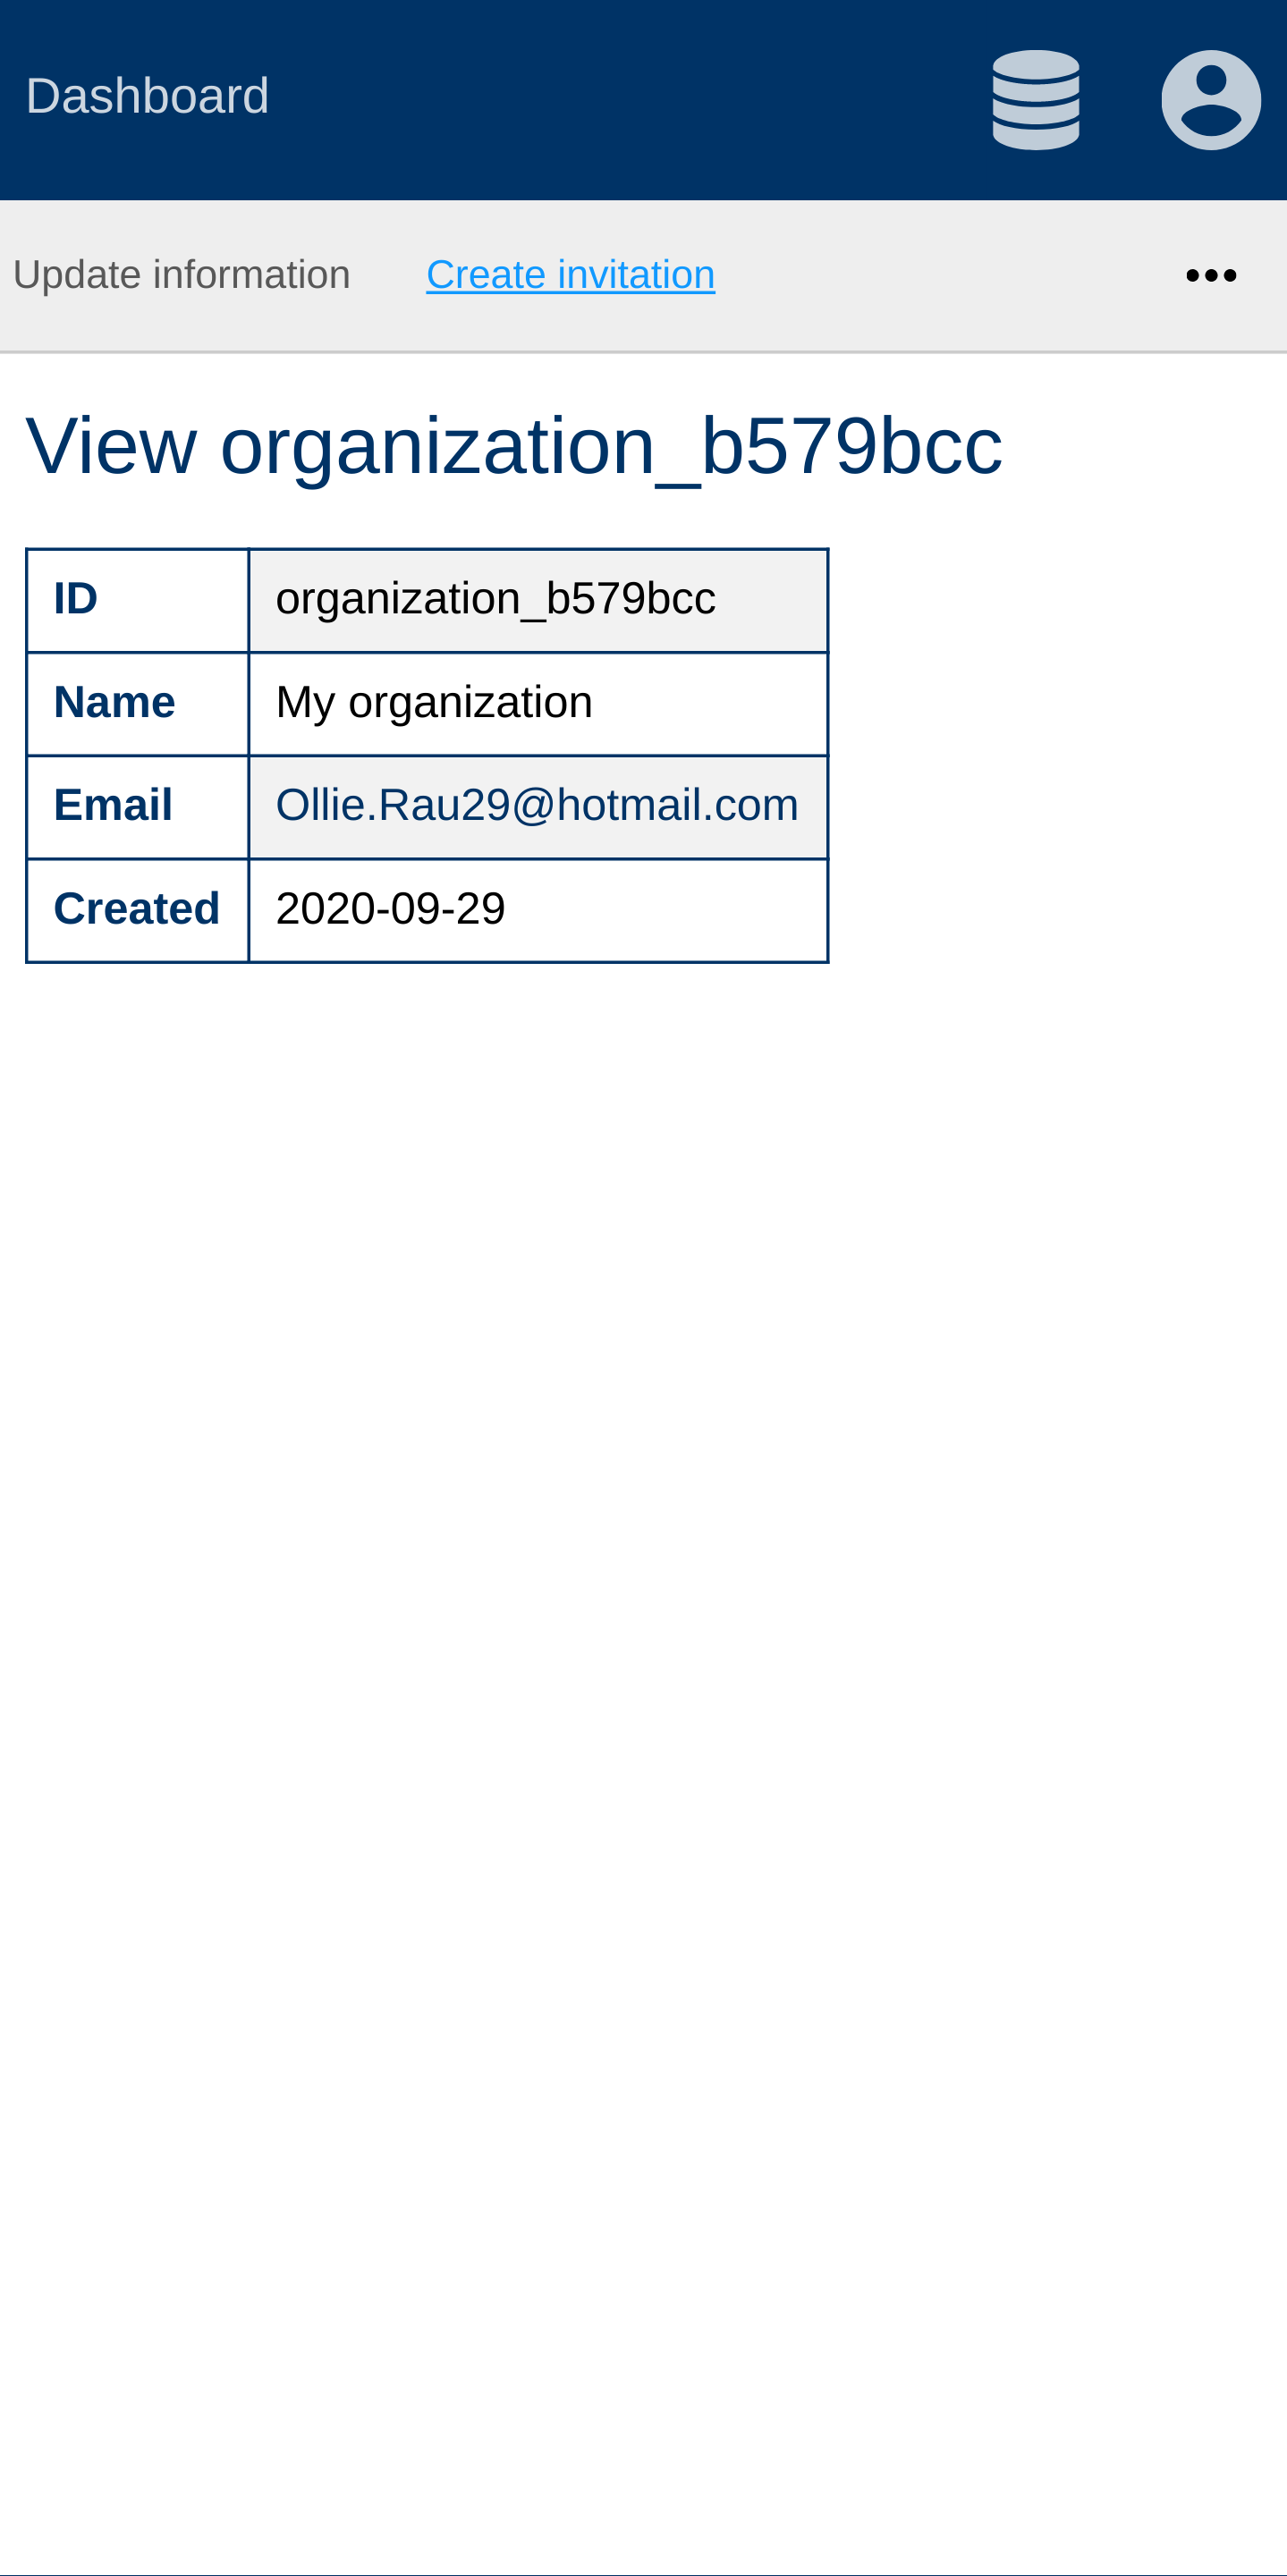 Dashboard
Update information Create invitation •••
View organization_b579bcc
ID organization_b579bcc
Name My organization
Email Ollie.Rau29@hotmail.com
Created 2020-09-29